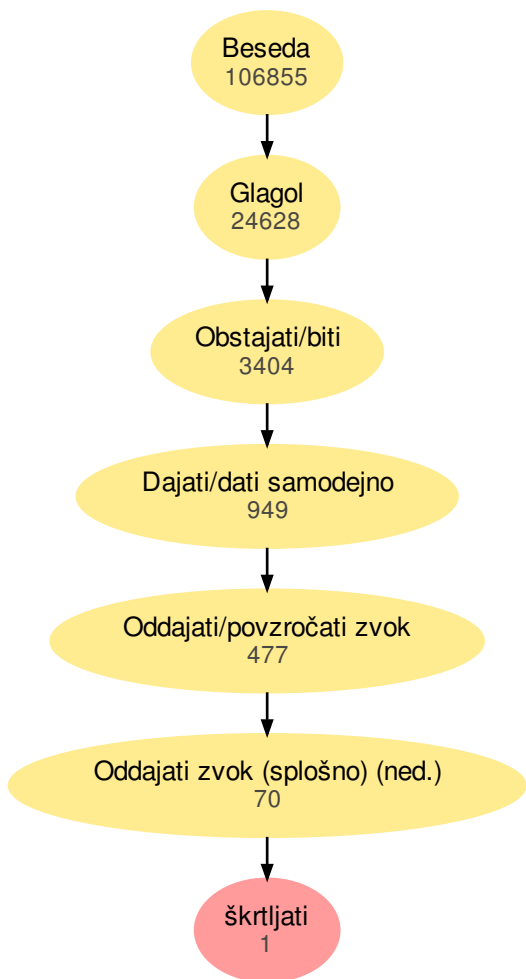 Beseda
106855
Glagol
24628
Obstajati/biti
3404
Dajati/dati samodejno
949
Oddajati/povzročati zvok
477
Oddajati zvok (splošno) (ned.)
70
škrtljati
1